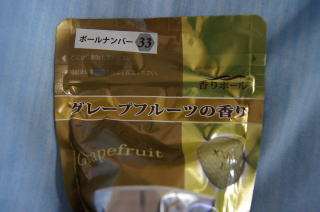 ボールナンバー 33
香りボール
グレープフルーツの香り
Grapefruit